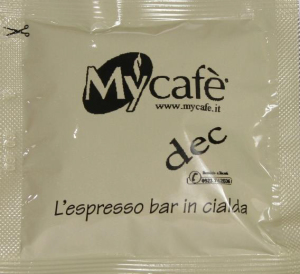 Mycafè
www.mycafe.it
dec
L'espresso bar in cialda